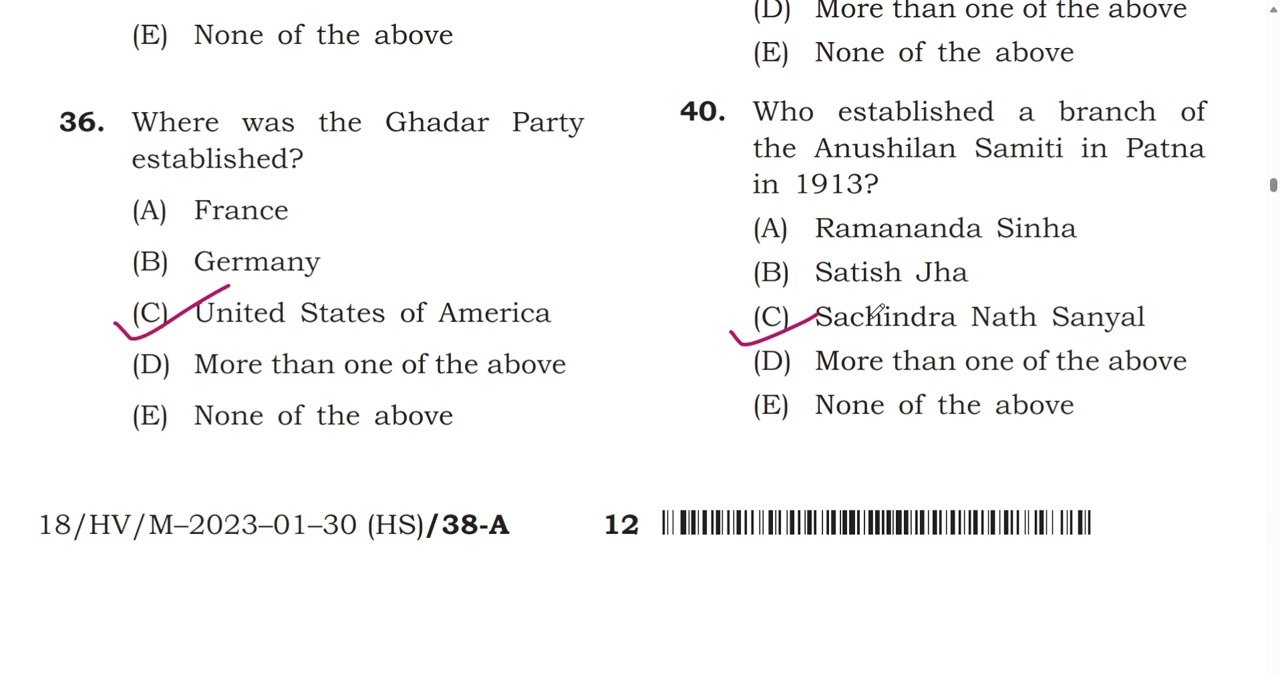 (E) None of the above
36. Where was the Ghadar Party
established?
(A) France
(B) Germany
(C) United States of America
(D) More than one of the above
(E) None of the above
(D) More than one of the above
(E) None of the above
40. Who established a branch of
the Anushilan Samiti in Patna
in 1913?
(A) Ramananda Sinha
(B) Satish Jha
(C) Sachindra Nath Sanyal
(D) More than one of the above
(E) None of the above
18/HV/M–2023–01–30 (HS)/38-A 12